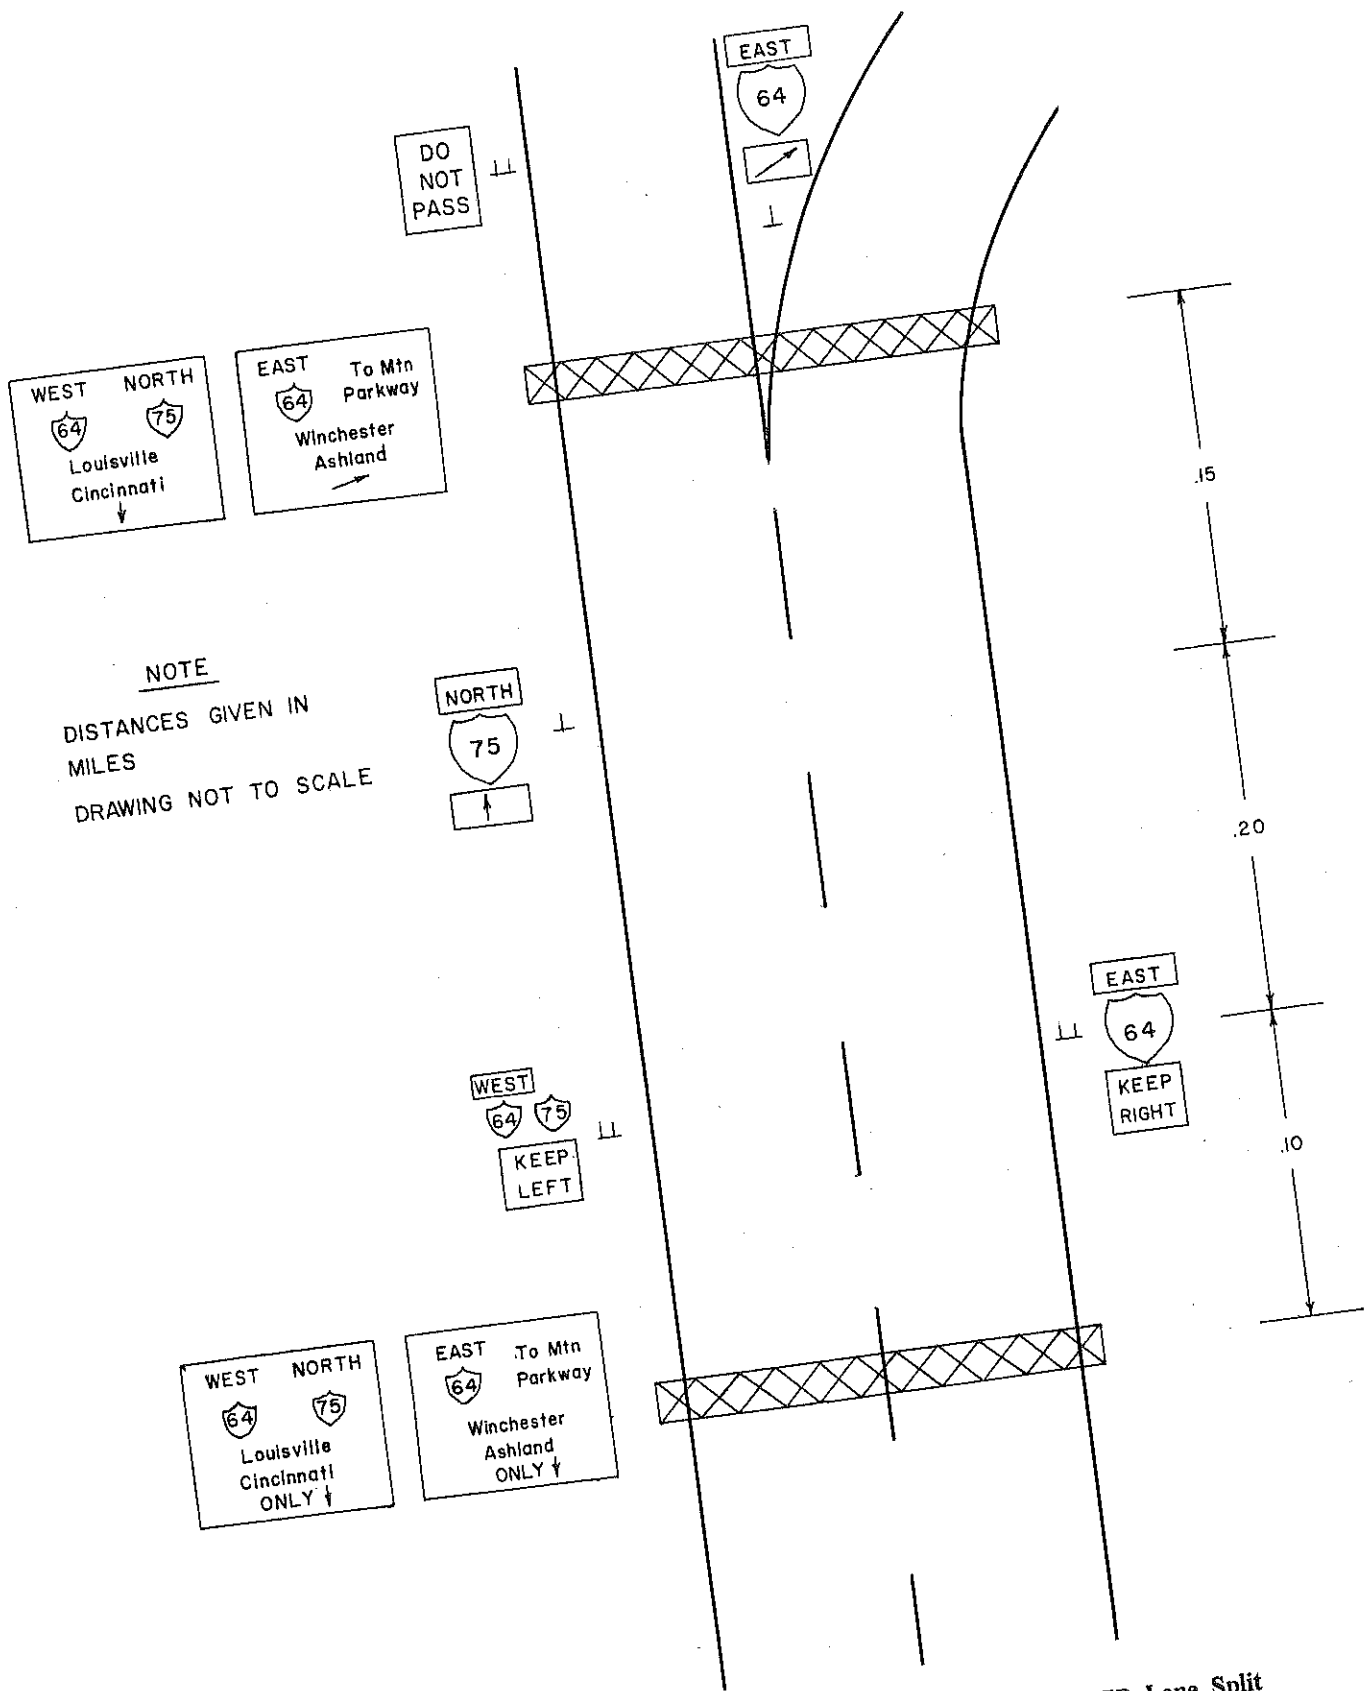 EAST
64
DO
NOT
PASS
WEST NORTH
64 75
Louisville
Cincinnati
EAST To Mtn
64 Parkway
Winchester
Ashland
.15
NOTE
DISTANCES GIVEN IN
MILES
DRAWING NOT TO SCALE
NORTH
75
.20
EAST
64
KEEP
RIGHT
WEST
64 75
KEEP
LEFT
.10
WEST NORTH
64 75
Louisville
Cincinnati
ONLY
EAST To Mtn
64 Parkway
Winchester
Ashland
ONLY
Lane Split